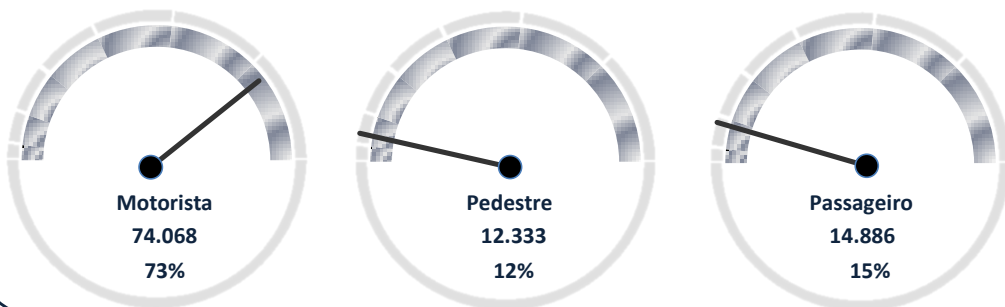 Motorista
74.068
73%
Pedestre
12.333
12%
Passageiro
14.886
15%